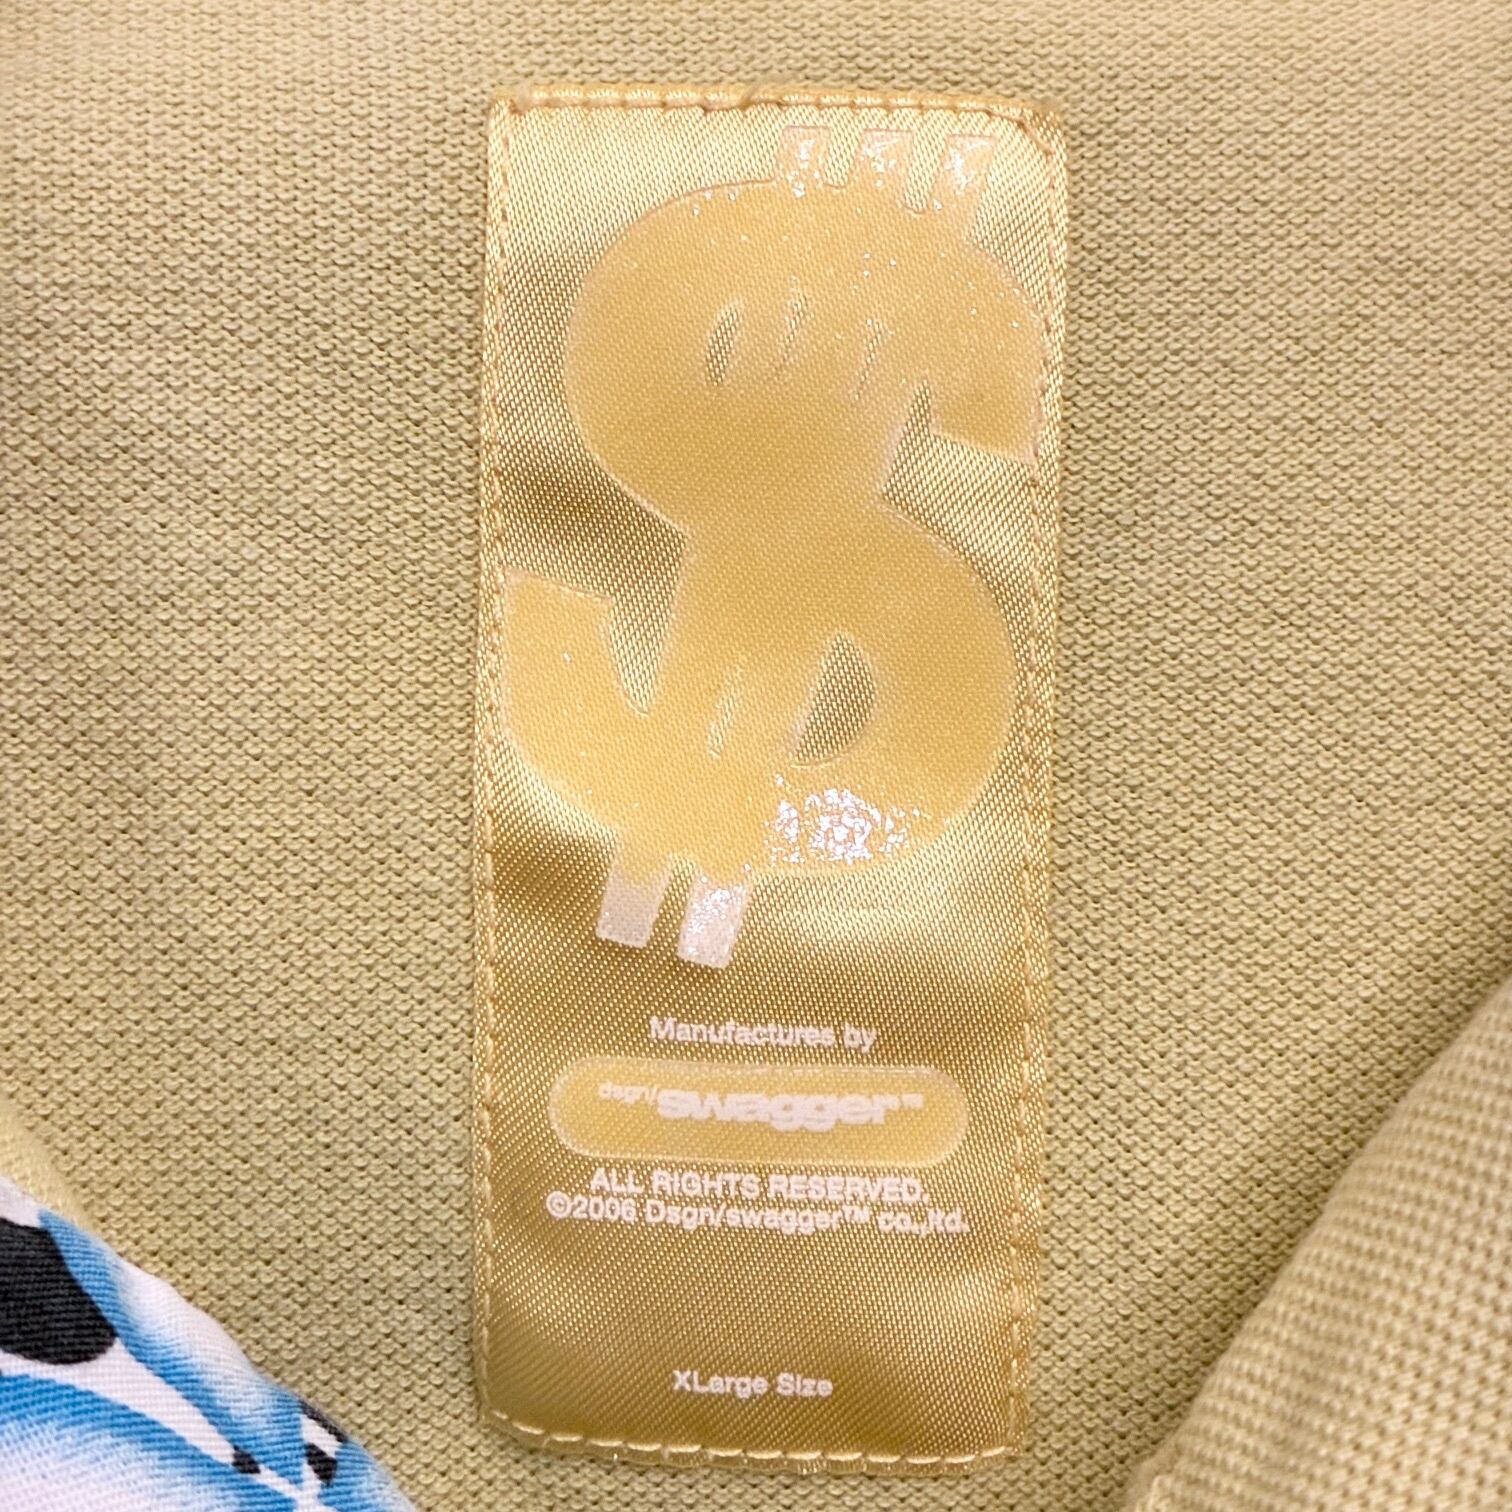 Manufactures by
dsgn/swagger™
ALL RIGHTS RESERVED.
©2006 Dsgn/swagger™ co.,ltd.
XLarge Size